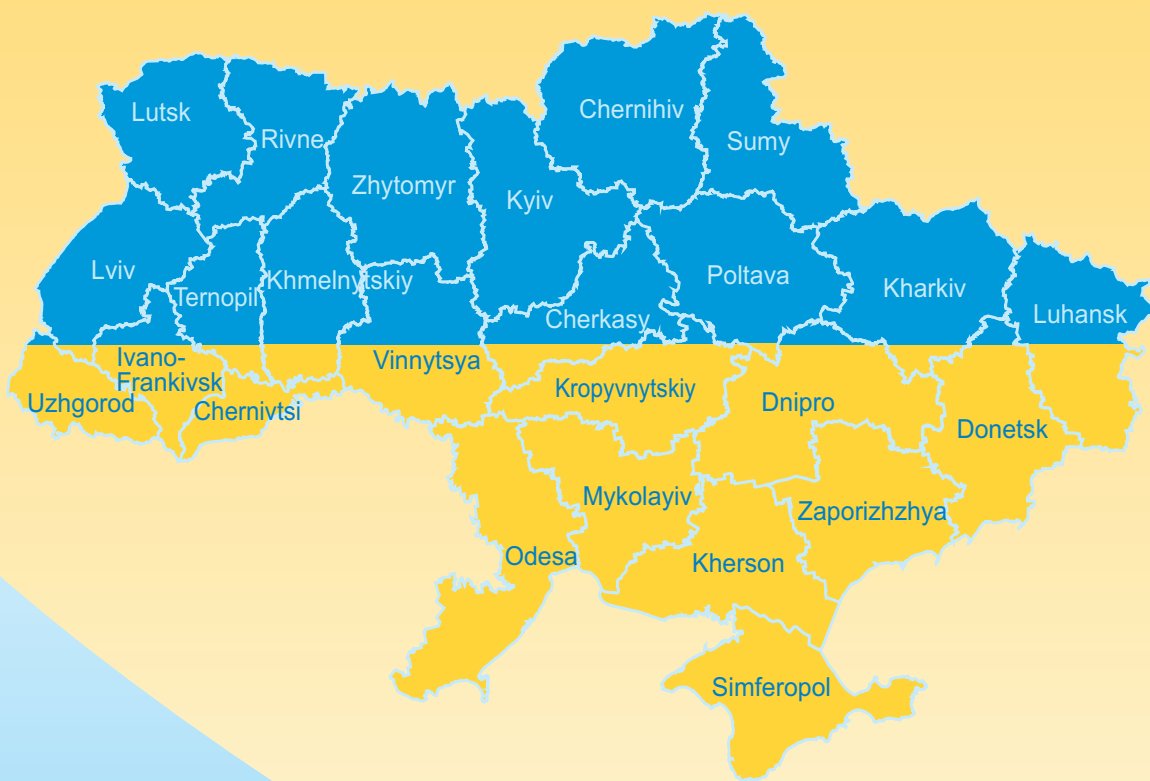 Chernihiv
Lutsk
Rivne
Sumy
Zhytomyr
Kyiv
Lviv
Ternopil
Khmelnytskiy
Poltava
Kharkiv
Cherkasy
Luhansk
Ivano-
Frankivsk
Vinnytsya
Kropyvnytskiy
Uzhgorod
Chernivtsi
Dnipro
Donetsk
Mykolayiv
Zaporizhzhya
Odesa
Kherson
Simferopol